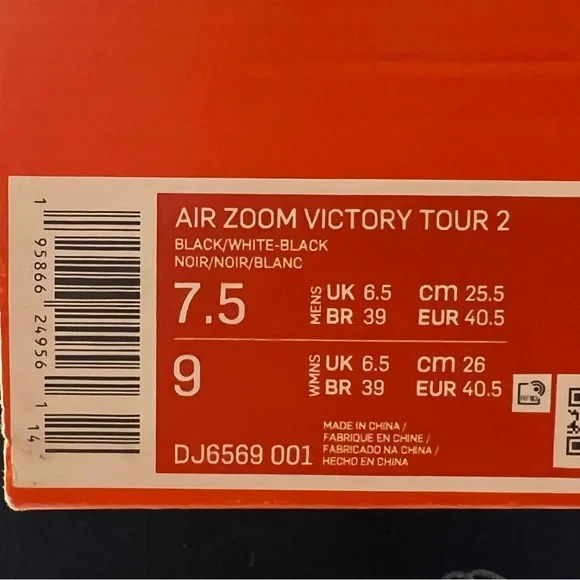 AIR ZOOM VICTORY TOUR 2
BLACK/WHITE-BLACK
NOIR/NOIR/BLANC
7.5
MENS
UK 6.5 cm 25.5
BR 39 EUR 40.5
9
WMNS
UK 6.5 cm 26
BR 39 EUR 40.5
DJ6569 001
MADE IN CHINA /
FABRIQUE EN CHINE /
FABRICADO NA CHINA /
HECHO EN CHINA
1 95866 24956 1 14